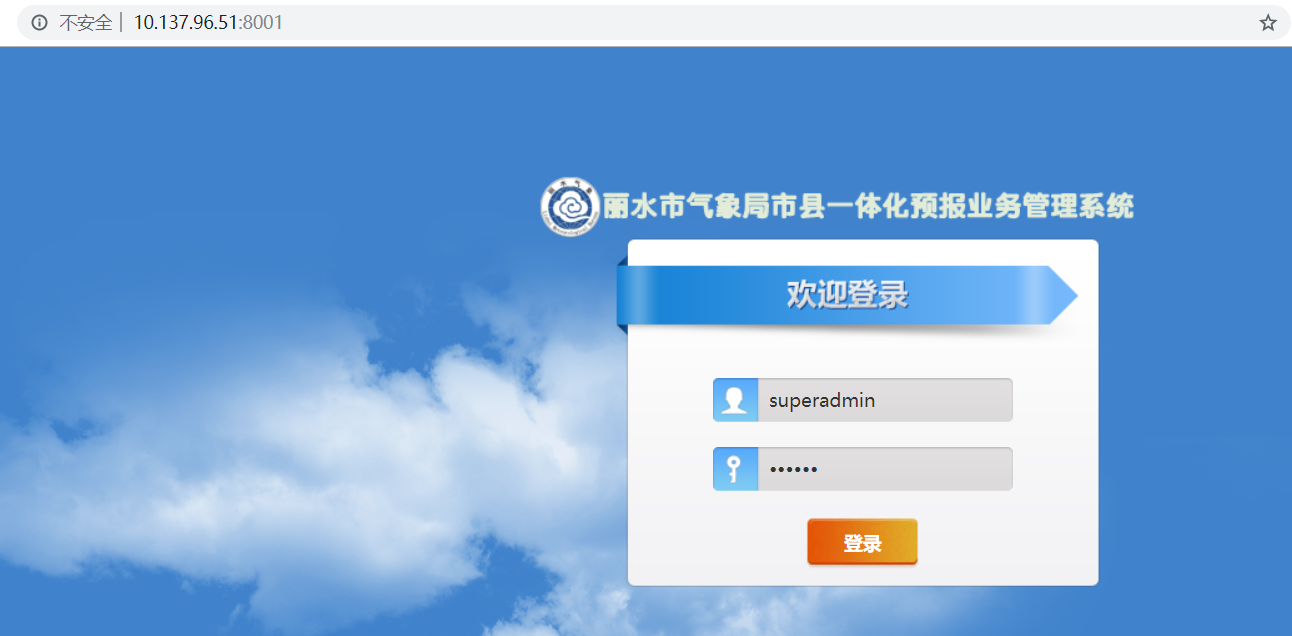 不安全 | 10.137.96.51:8001
丽水市气象局市县一体化预报业务管理系统
欢迎登录
superadmin
••••••
登录